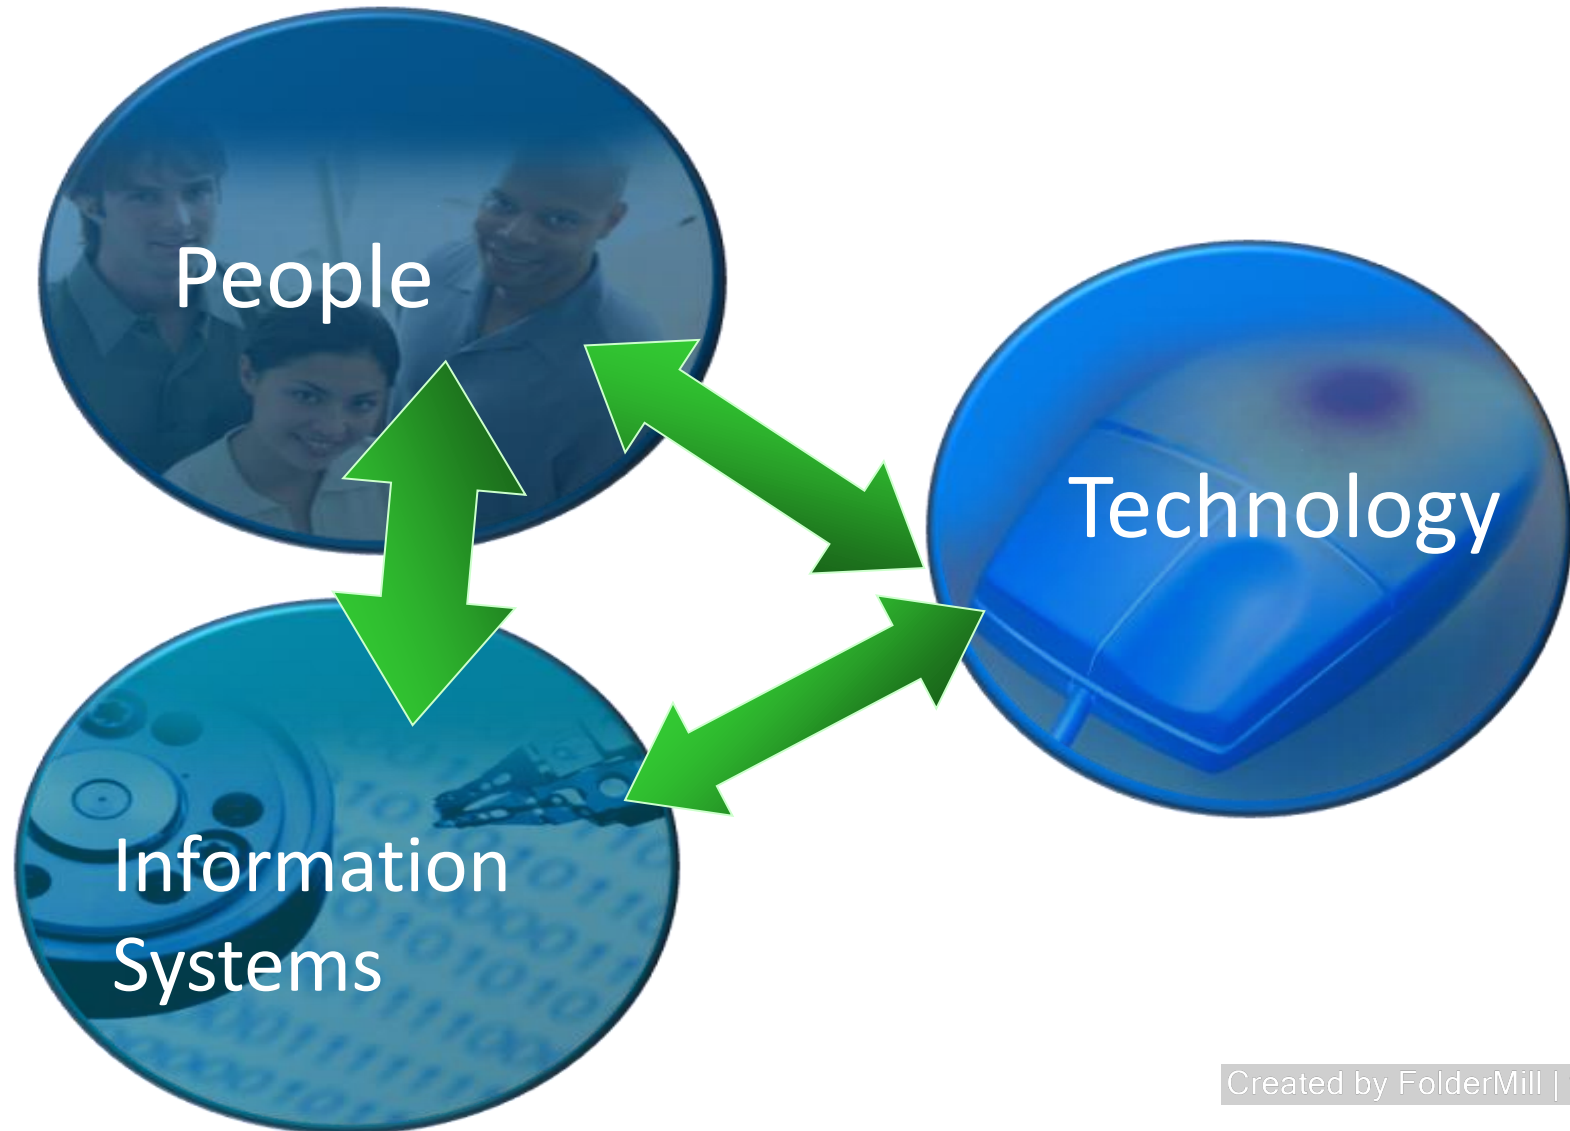 People
Technology
Information
Systems
Created by FolderMill |